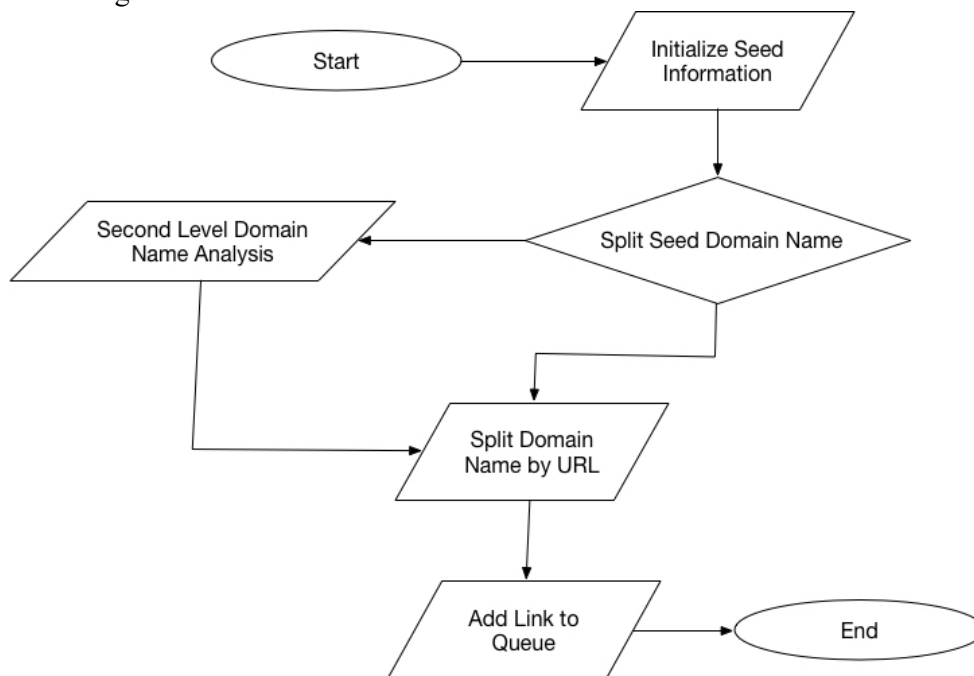 Start
Initialize Seed
Information
Split Seed Domain Name
Second Level Domain
Name Analysis
Split Domain
Name by URL
Add Link to
Queue
End